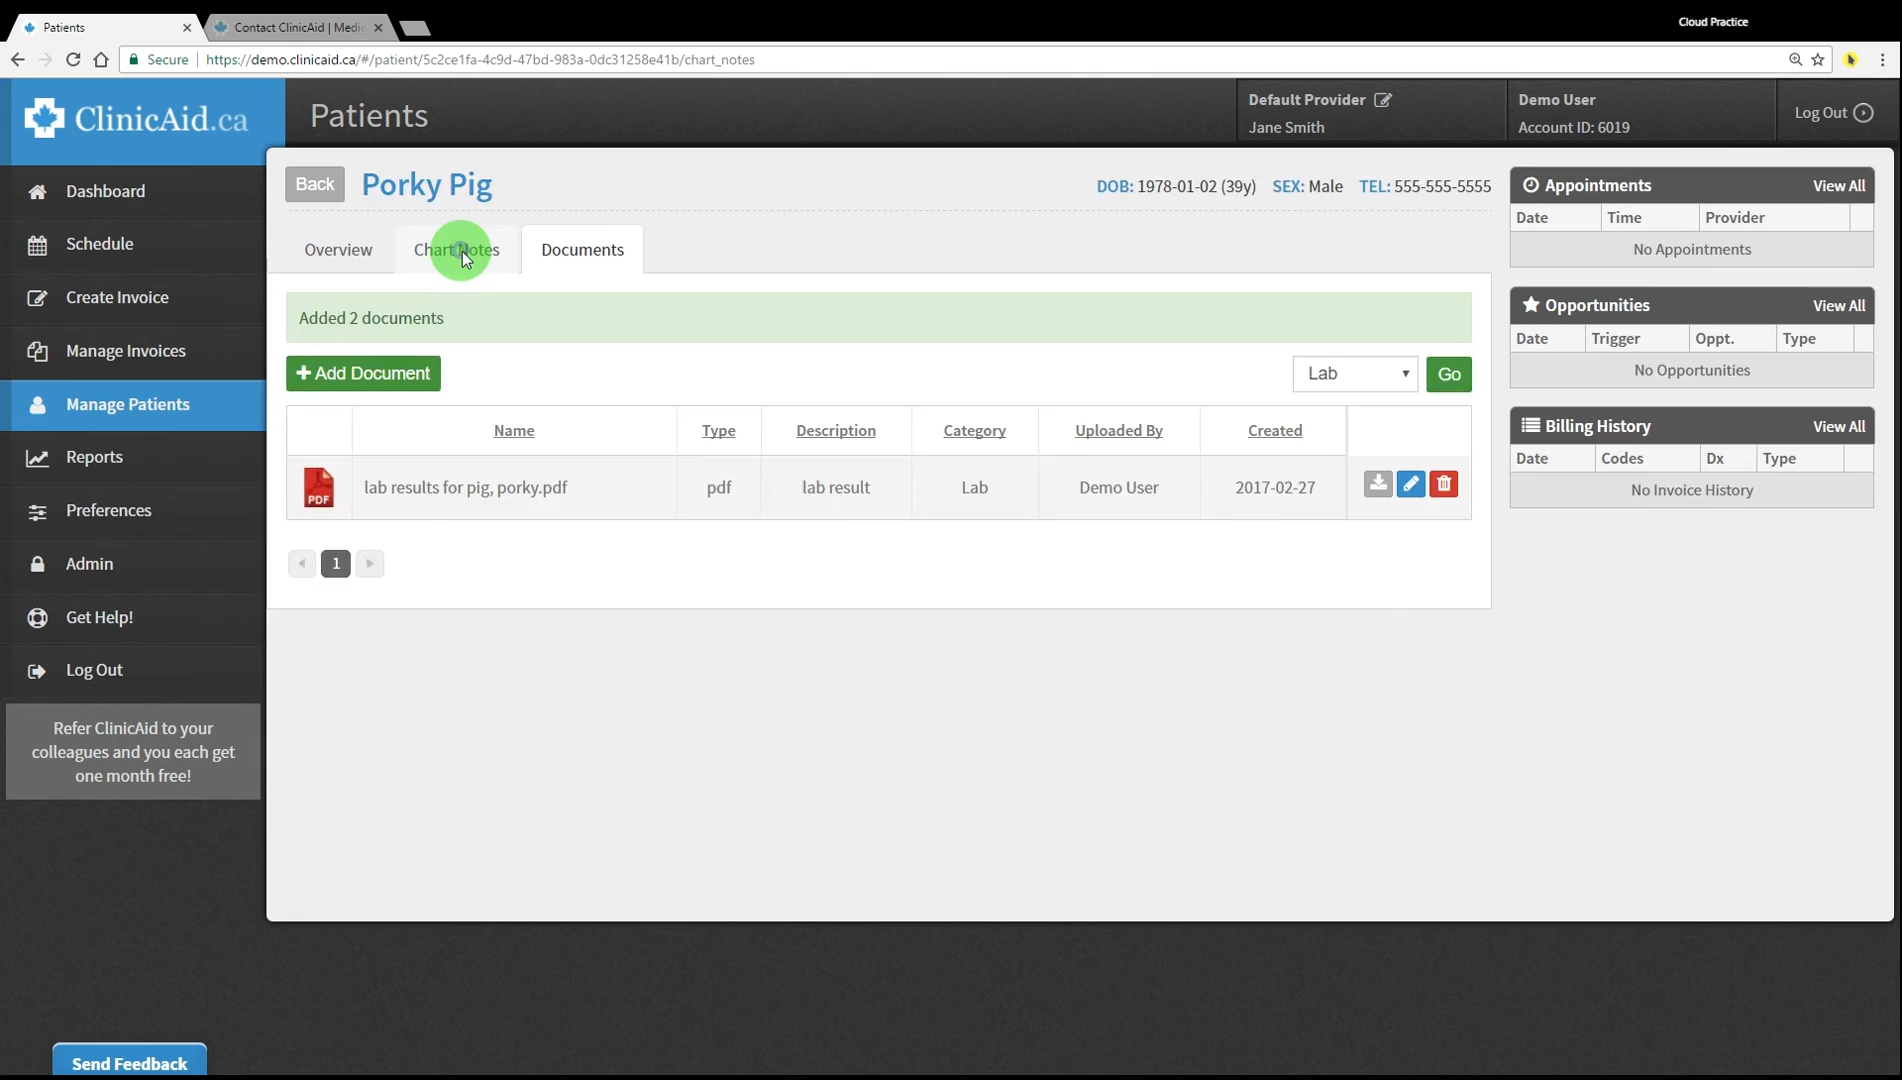 Patients
Contact ClinicAid | Medic
Cloud Practice
Secure
https://demo.clinicaid.ca/#/patient/5c2ce1fa-4c9d-47bd-983a-0dc31258e41b/chart_notes
ClinicAid.ca
Patients
Default Provider
Jane Smith
Demo User
Account ID: 6019
Log Out
Dashboard
Schedule
Create Invoice
Manage Invoices
Manage Patients
Reports
Preferences
Admin
Get Help!
Log Out
Refer ClinicAid to your
colleagues and you each get
one month free!
Send Feedback
Back
Porky Pig
DOB: 1978-01-02 (39y) SEX: Male TEL: 555-555-5555
Overview
Chart Notes
Documents
Added 2 documents
+ Add Document
Lab
Go
Name Type Description Category Uploaded By Created
PDF
lab results for pig, porky.pdf pdf lab result Lab Demo User 2017-02-27
1
Appointments View All
Date Time Provider
No Appointments
Opportunities View All
Date Trigger Oppt. Type
No Opportunities
Billing History View All
Date Codes Dx Type
No Invoice History